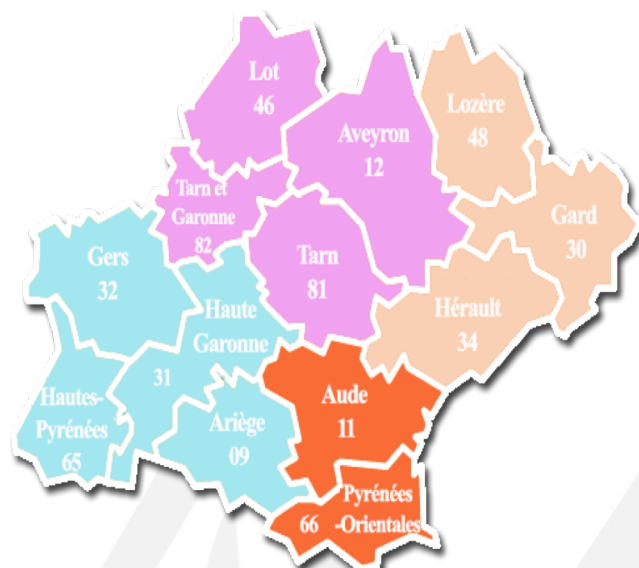 Lot
46
Aveyron
12
Lozère
48
Tarn et
Garonne
82
Gard
30
Gers
32
Tarn
81
Haute
Garonne
31
Hérault
34
Hautes-
Pyrénées
65
Ariège
09
Aude
11
Pyrénées
-Orientales
66